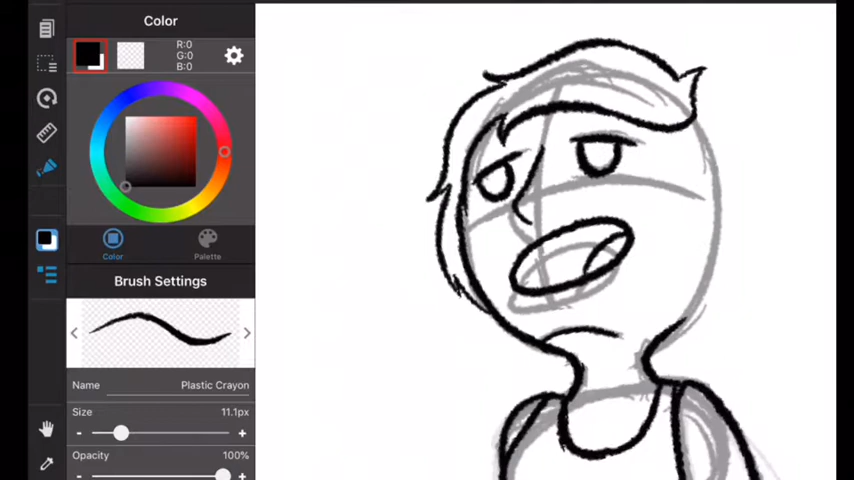 Color
R:0
G:0
B:0
Color
Palette
Brush Settings
Name Plastic Crayon
Size 11.1px
- +
Opacity 100%
- +